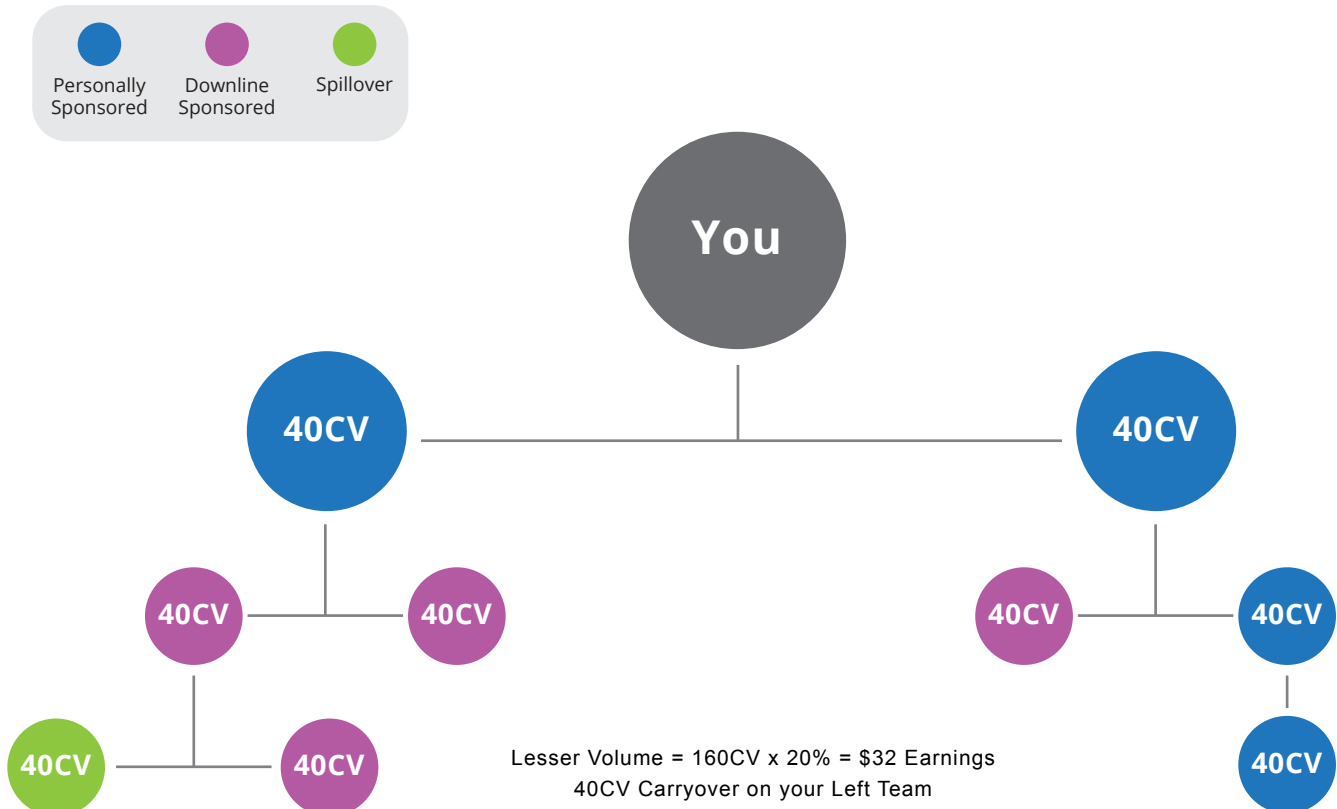 Personally
Sponsored
Downline
Sponsored
Spillover
You
40CV
40CV
40CV
40CV
40CV
40CV
40CV
40CV
40CV
Lesser Volume = 160CV x 20% = $32 Earnings
40CV Carryover on your Left Team